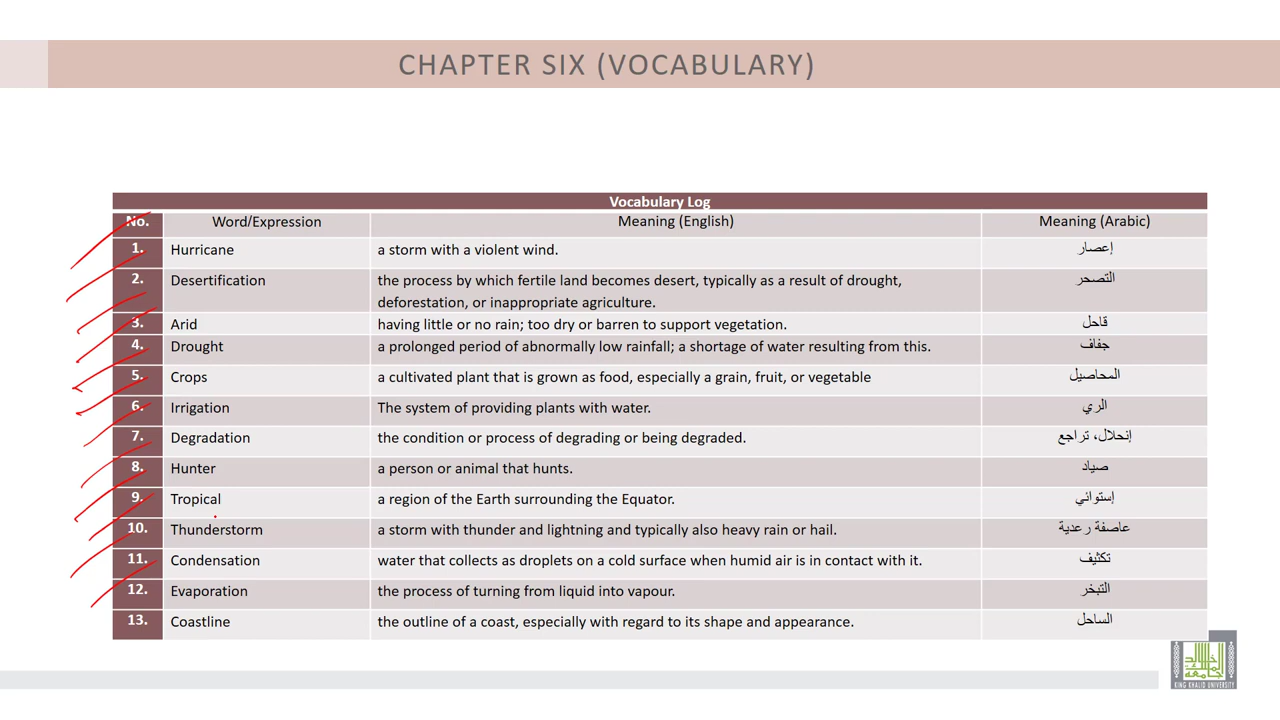 CHAPTER SIX (VOCABULARY)
Vocabulary Log
No. Word/Expression Meaning (English) Meaning (Arabic)
1. Hurricane a storm with a violent wind. إعصار
2. Desertification the process by which fertile land becomes desert, typically as a result of drought, التصحر
deforestation, or inappropriate agriculture.
3. Arid having little or no rain; too dry or barren to support vegetation. قاحل
4. Drought a prolonged period of abnormally low rainfall; a shortage of water resulting from this. جفاف
5. Crops a cultivated plant that is grown as food, especially a grain, fruit, or vegetable المحاصيل
6. Irrigation The system of providing plants with water. الري
7. Degradation the condition or process of degrading or being degraded. إنحلال، تراجع
8. Hunter a person or animal that hunts. صياد
9. Tropical a region of the Earth surrounding the Equator. إستوائي
10. Thunderstorm a storm with thunder and lightning and typically also heavy rain or hail. عاصفة رعدية
11. Condensation water that collects as droplets on a cold surface when humid air is in contact with it. تكثيف
12. Evaporation the process of turning from liquid into vapour. التبخر
13. Coastline the outline of a coast, especially with regard to its shape and appearance. الساحل
KING KHALID UNIVERSITY